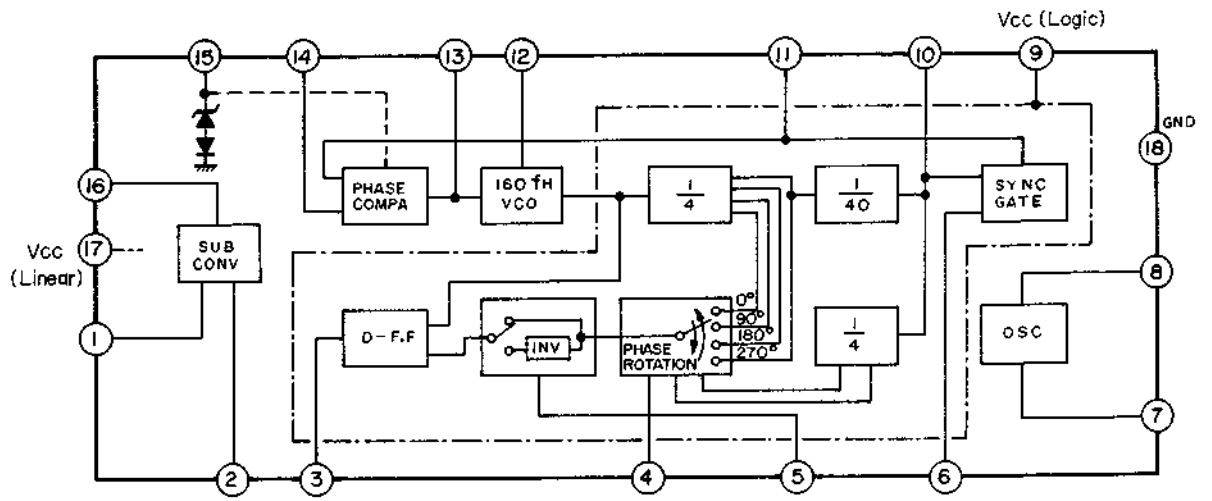 Vcc (Logic)
15
14
13
12
11
10
9
GND
18
16
PHASE
COMPA
160 fH
VCO
1
4
1
40
SYNC
GATE
17
Vcc
(Linear)
SUB
CONV
8
1
D-F.F
INV
PHASE
ROTATION
0°
90°
180°
270°
1
4
OSC
7
2
3
4
5
6